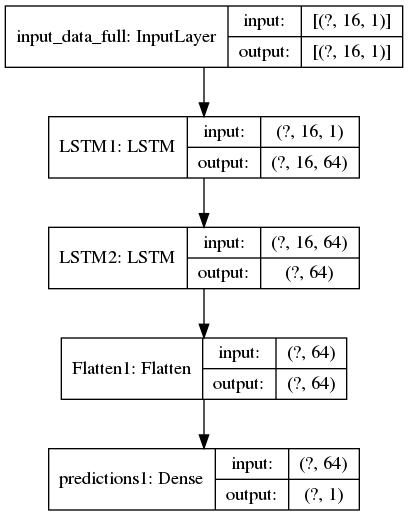 input_data_full: InputLayer
input: [(?, 16, 1)]
output: [(?, 16, 1)]
LSTM1: LSTM
input: (?, 16, 1)
output: (?, 16, 64)
LSTM2: LSTM
input: (?, 16, 64)
output: (?, 64)
Flatten1: Flatten
input: (?, 64)
output: (?, 64)
predictions1: Dense
input: (?, 64)
output: (?, 1)